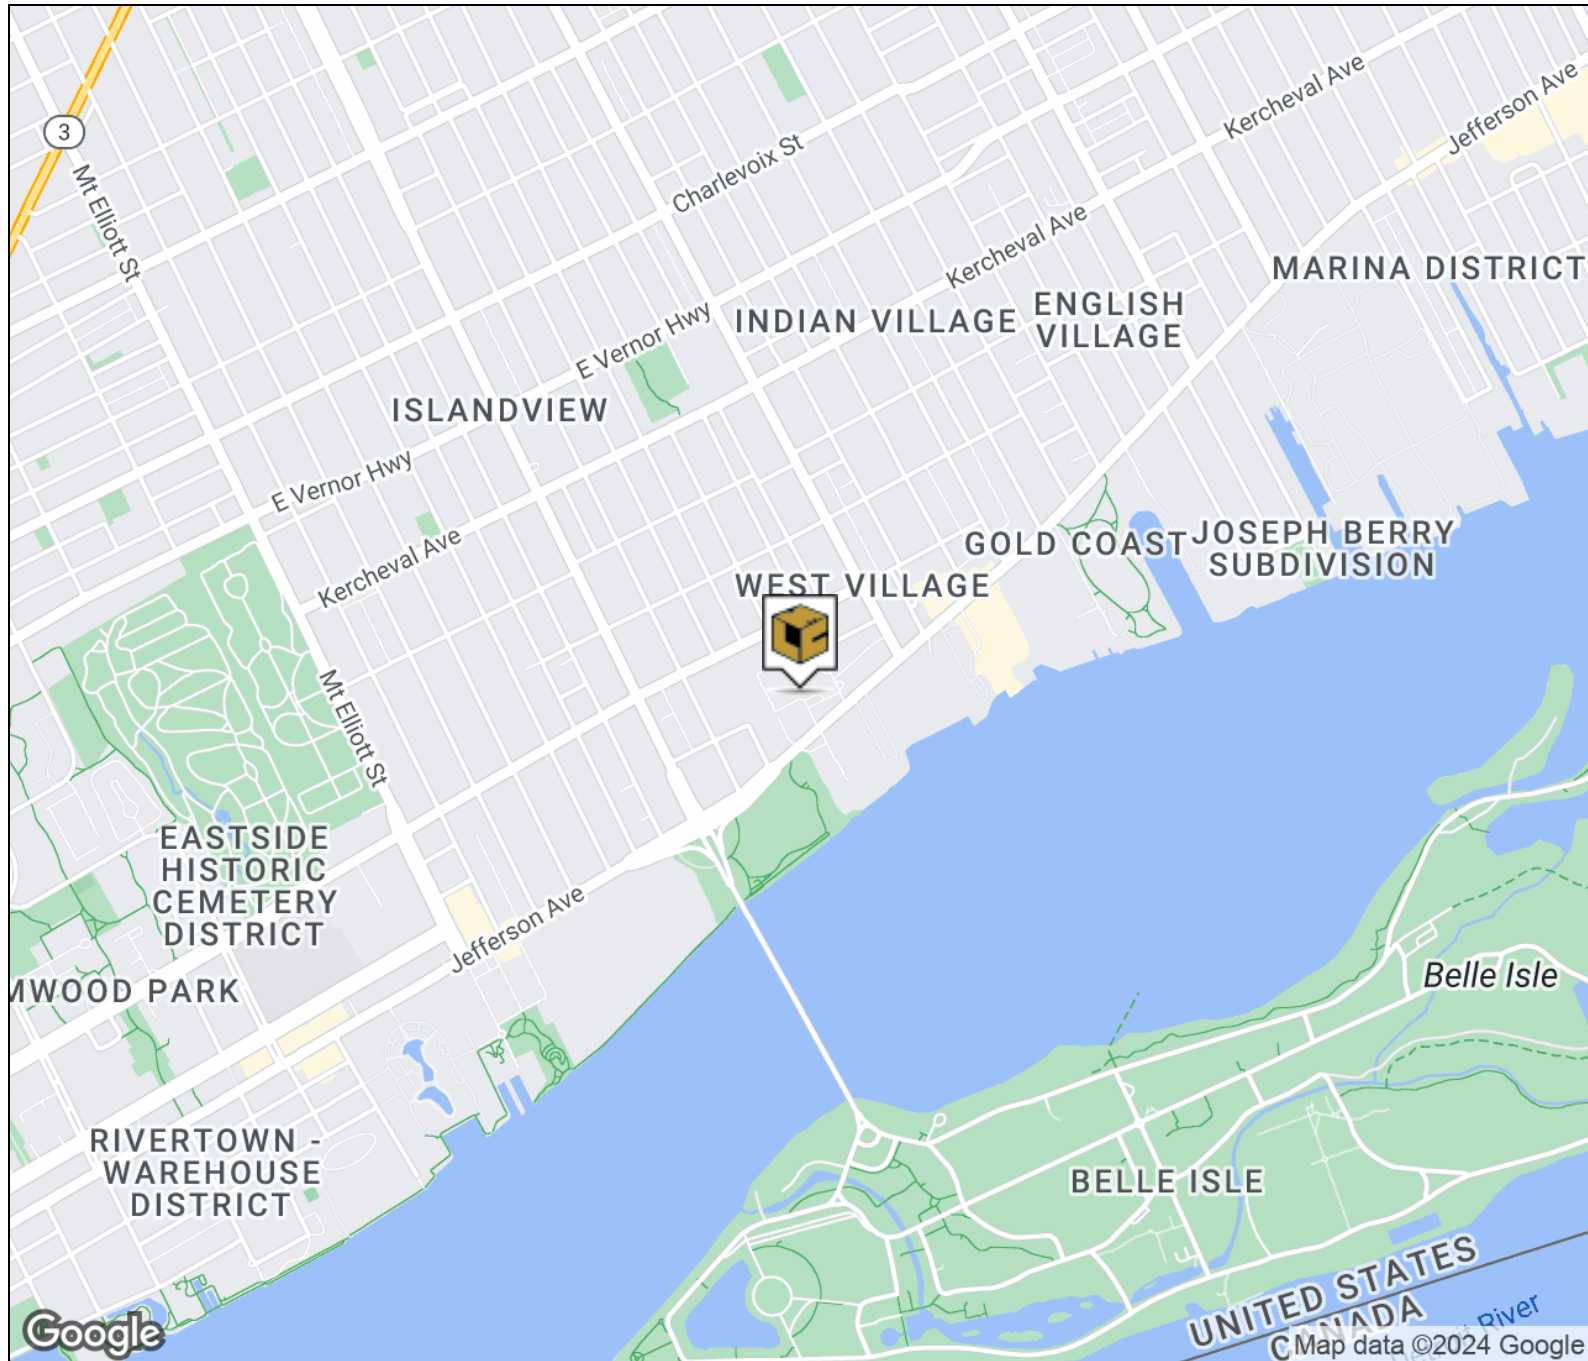 3
Mt Elliott St
Charlevoix St
Kercheval Ave
Jefferson Ave
Kercheval Ave
MARINA DISTRICT
INDIAN VILLAGE
ENGLISH
VILLAGE
E Vernor Hwy
ISLANDVIEW
E Vernor Hwy
Kercheval Ave
GOLD COAST
JOSEPH BERRY
SUBDIVISION
WEST VILLAGE
Mt Elliott St
EASTSIDE
HISTORIC
CEMETERY
DISTRICT
Jefferson Ave
MWOOD PARK
Belle Isle
RIVERTOWN -
WAREHOUSE
DISTRICT
BELLE ISLE
UNITED STATES
CANADA
River
Google
Map data ©2024 Google